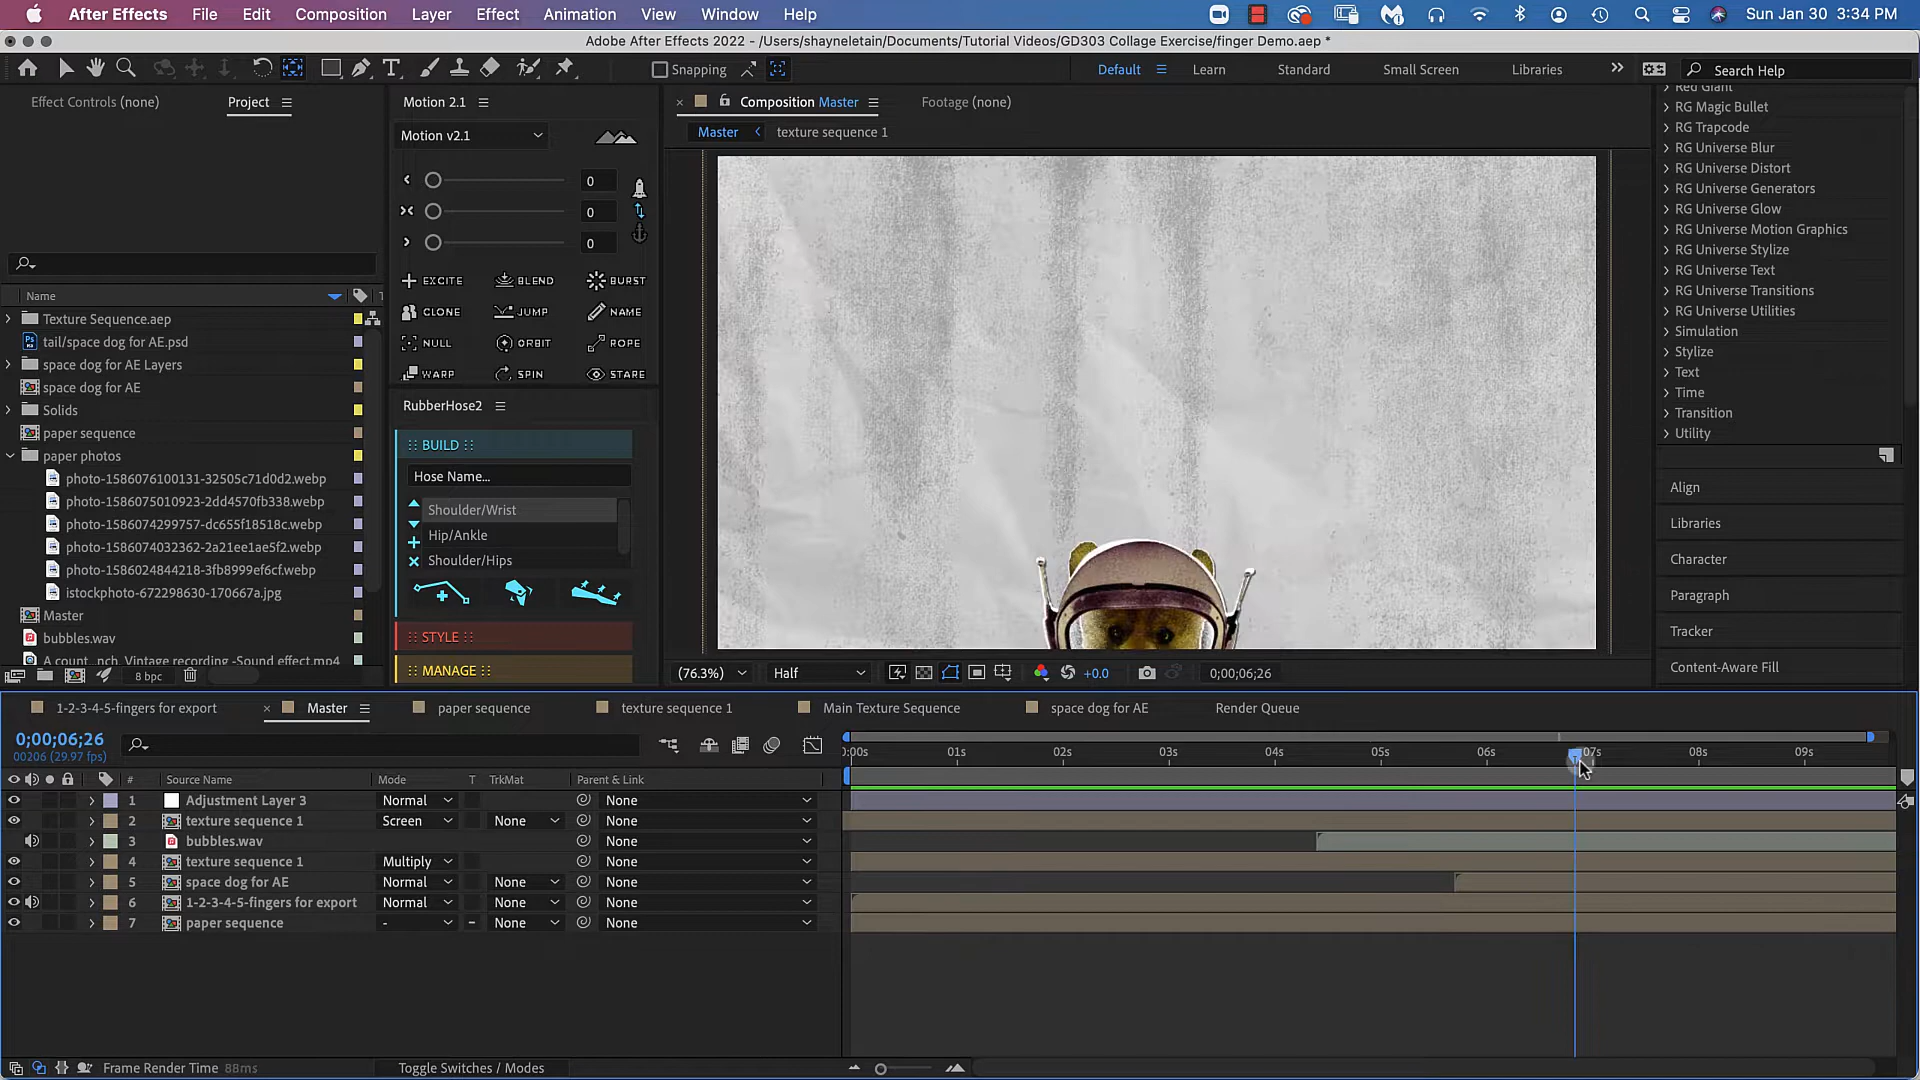 After Effects File Edit Composition Layer Effect Animation View Window Help Sun Jan 30 3:34 PM
Adobe After Effects 2022 - /Users/shayneletain/Documents/Tutorial Videos/GD303 Collage Exercise/finger Demo.aep *
Snapping Default Learn Standard Small Screen Libraries Search Help
Effect Controls (none) Project
Motion 2.1
Motion v2.1
0
0
0
EXCITE BLEND BURST
CLONE JUMP NAME
NULL ORBIT ROPE
WARP SPIN STARE
RubberHose2
:: BUILD ::
Hose Name...
Shoulder/Wrist
Hip/Ankle
Shoulder/Hips
:: STYLE ::
:: MANAGE ::
Name T
Texture Sequence.aep
tail/space dog for AE.psd
space dog for AE Layers
space dog for AE
Solids
paper sequence
paper photos
photo-1586076100131-32505c71d0d2.webp
photo-1586075010923-2dd4570fb338.webp
photo-1586074299757-dc655f18518c.webp
photo-1586074032362-2a21ee1ae5f2.webp
photo-1586024844218-3fb8999ef6cf.webp
istockphoto-672298630-170667a.jpg
Master
bubbles.wav
A count...nch, Vintage recording -Sound effect.mp4
8 bpc
Composition Master Footage (none)
Master texture sequence 1
(76.3%) Half +0.0 0;00;06;26
Red Giant
RG Magic Bullet
RG Trapcode
RG Universe Blur
RG Universe Distort
RG Universe Generators
RG Universe Glow
RG Universe Motion Graphics
RG Universe Stylize
RG Universe Text
RG Universe Transitions
RG Universe Utilities
Simulation
Stylize
Text
Time
Transition
Utility
Align
Libraries
Character
Paragraph
Tracker
Content-Aware Fill
1-2-3-4-5-fingers for export Master paper sequence texture sequence 1 Main Texture Sequence space dog for AE Render Queue
0;00;06;26
00206 (29.97 fps)
:00s 01s 02s 03s 04s 05s 06s 07s 08s 09s
# Source Name Mode T TrkMat Parent & Link
1 Adjustment Layer 3 Normal None
2 texture sequence 1 Screen None None
3 bubbles.wav None
4 texture sequence 1 Multiply None
5 space dog for AE Normal None None
6 1-2-3-4-5-fingers for export Normal None None
7 paper sequence - None None
Frame Render Time 88ms Toggle Switches / Modes